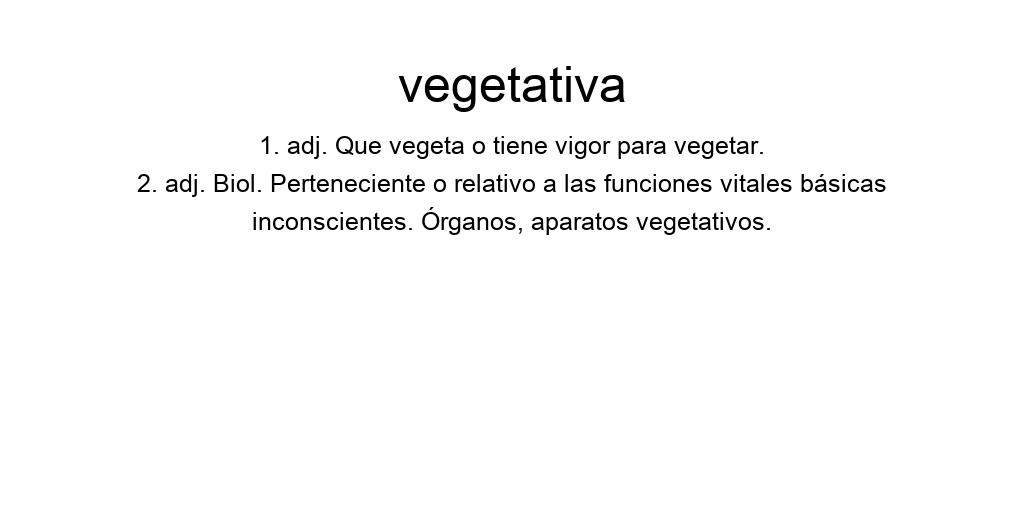 vegetativa
1. adj. Que vegeta o tiene vigor para vegetar.
2. adj. Biol. Perteneciente o relativo a las funciones vitales básicas
inconscientes. Órganos, aparatos vegetativos.